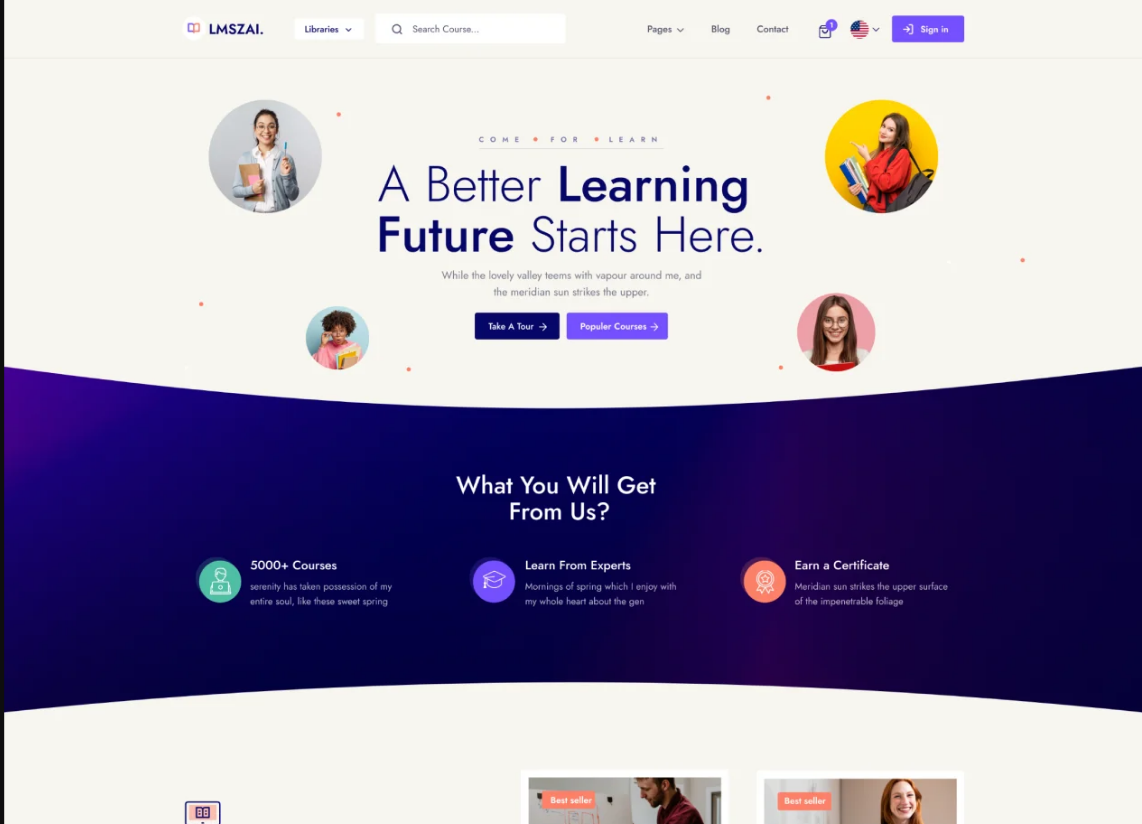 LMSZAI.
Libraries
Search Course...
Pages
Blog
Contact
1
Sign in
COME FOR LEARN
A Better Learning
Future Starts Here.
While the lovely valley teems with vapour around me, and
the meridian sun strikes the upper.
Take A Tour →
Populer Courses →
What You Will Get
From Us?
5000+ Courses
serenity has taken possession of my
entire soul, like these sweet spring
Learn From Experts
Mornings of spring which I enjoy with
my whole heart about the gen
Earn a Certificate
Meridian sun strikes the upper surface
of the impenetrable foliage
Best seller
Best seller